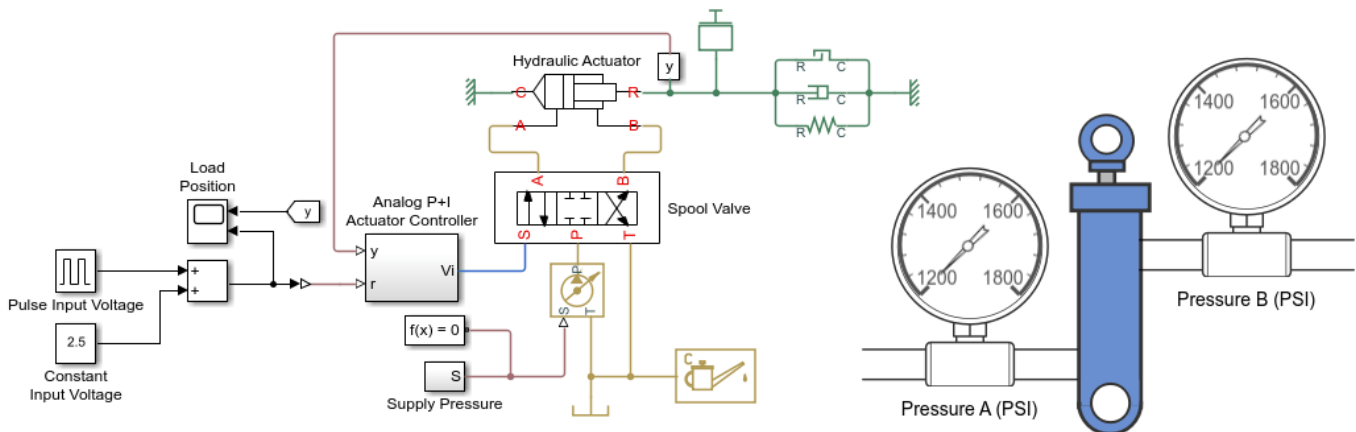 Hydraulic Actuator
y
C
R
A
B
R C
R C
R C
Load
Position
y
Analog P+I
Actuator Controller
y
r
Vi
A
B
S
P
T
Spool Valve
+
+
Pulse Input Voltage
2.5
Constant
Input Voltage
P
S
T
f(x) = 0
S
Supply Pressure
C
1400
1600
1200
1800
Pressure A (PSI)
1400
1600
1200
1800
Pressure B (PSI)